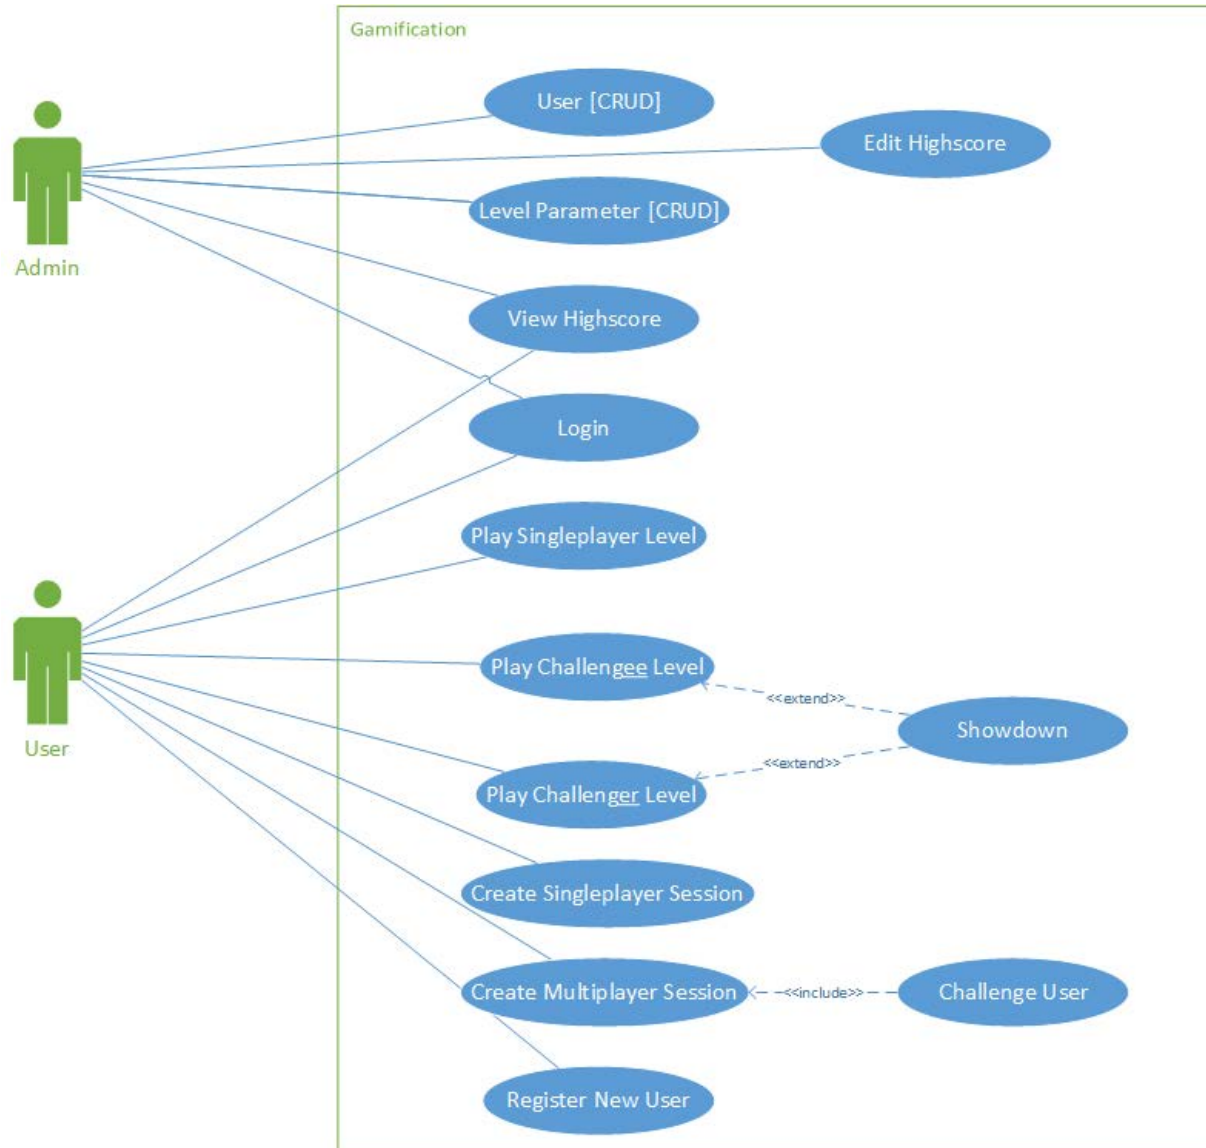 Gamification
User [CRUD]
Edit Highscore
Level Parameter [CRUD]
Admin
View Highscore
Login
Play Singleplayer Level
Play Challengee Level
<<extend>>
Showdown
User
<<extend>>
Play Challenger Level
Create Singleplayer Session
Create Multiplayer Session
<<include>>
Challenge User
Register New User